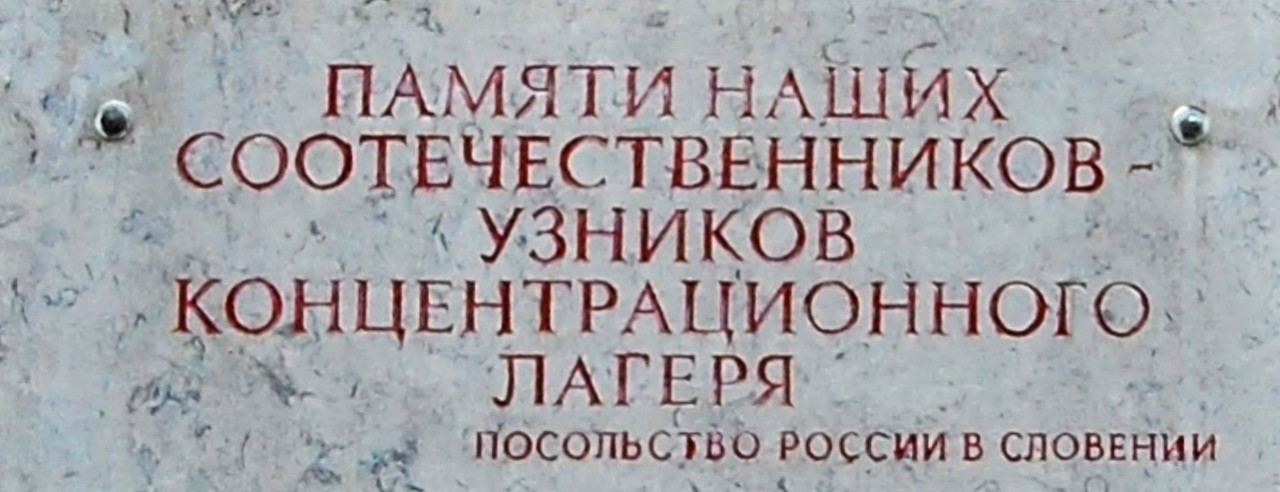 ПАМЯТИ НАШИХ
СООТЕЧЕСТВЕННИКОВ -
УЗНИКОВ
КОНЦЕНТРАЦИОННОГО
ЛАГЕРЯ
ПОСОЛЬСТВО РОССИИ В СЛОВЕНИИ